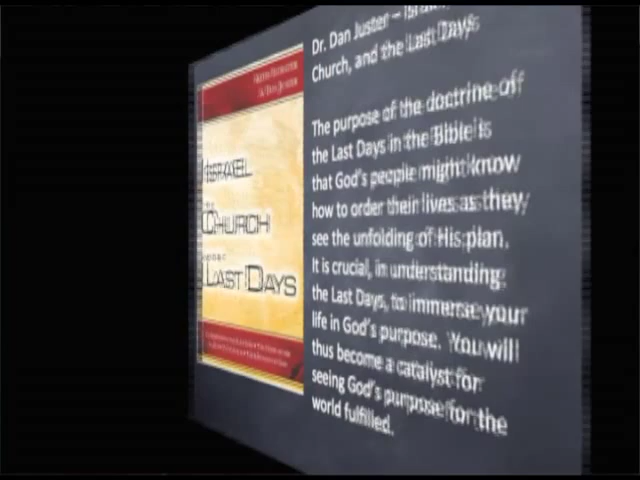 Dr. Dan Juster – Israel,
Church, and the Last Days
The purpose of the doctrine of
the Last Days in the Bible is
that God's people might know
how to order their lives as they
see the unfolding of His plan.
It is crucial, in understanding
the Last Days, to immerse your
life in God's purpose. You will
thus become a catalyst for
seeing God's purpose for the
world fulfilled.
ISRAEL
CHURCH
LAST DAYS